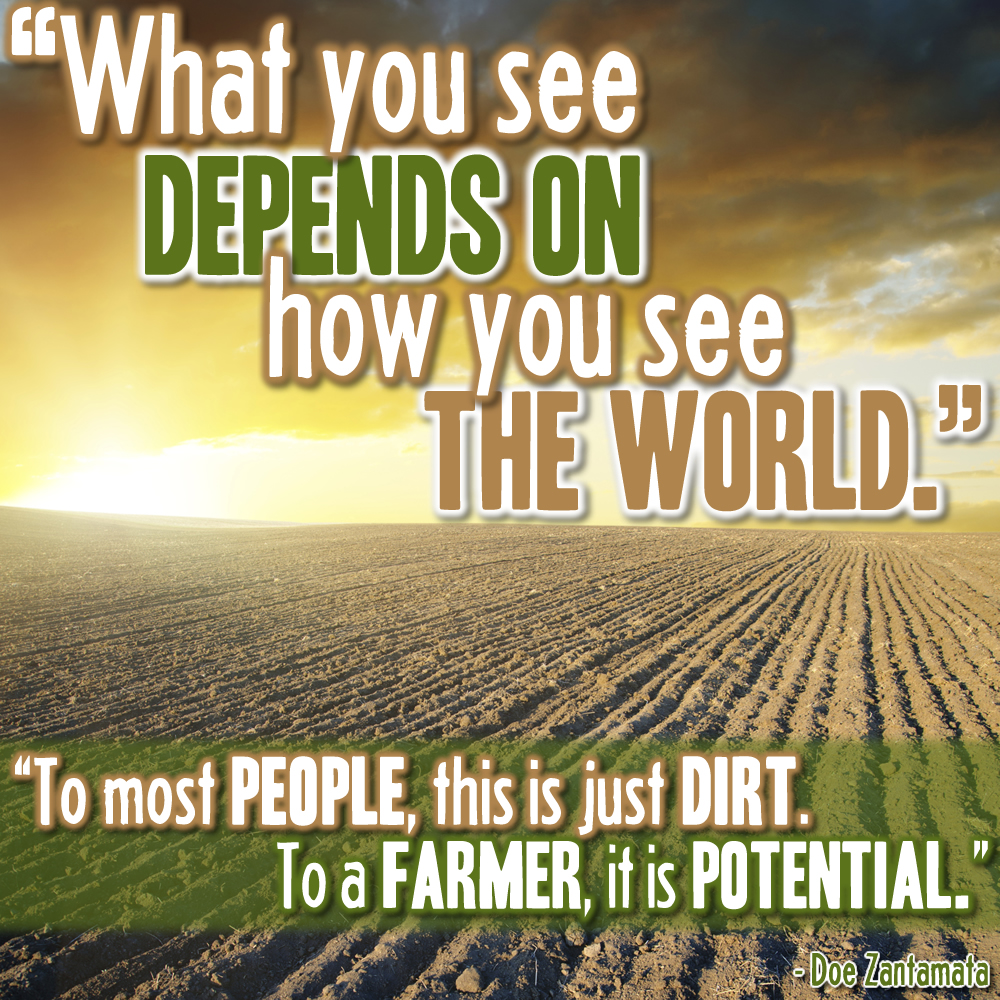 “What you see
DEPENDS ON
how you see
THE WORLD.”
“To most PEOPLE, this is just DIRT.
To a FARMER, it is POTENTIAL.”
- Doe Zantamata